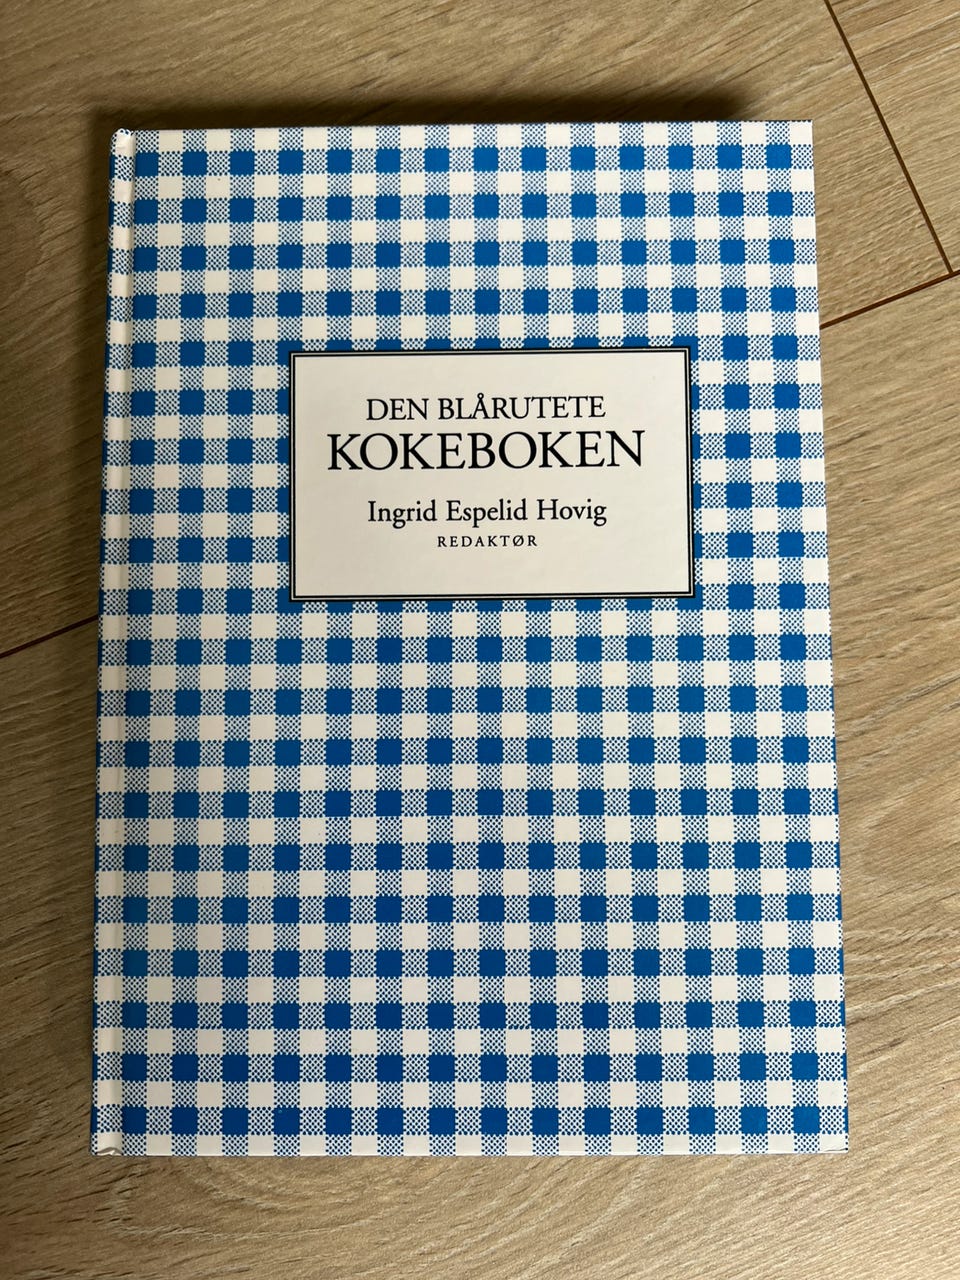 DEN BLÅRUTETE
KOKEBOKEN
Ingrid Espelid Hovig
REDAKTØR